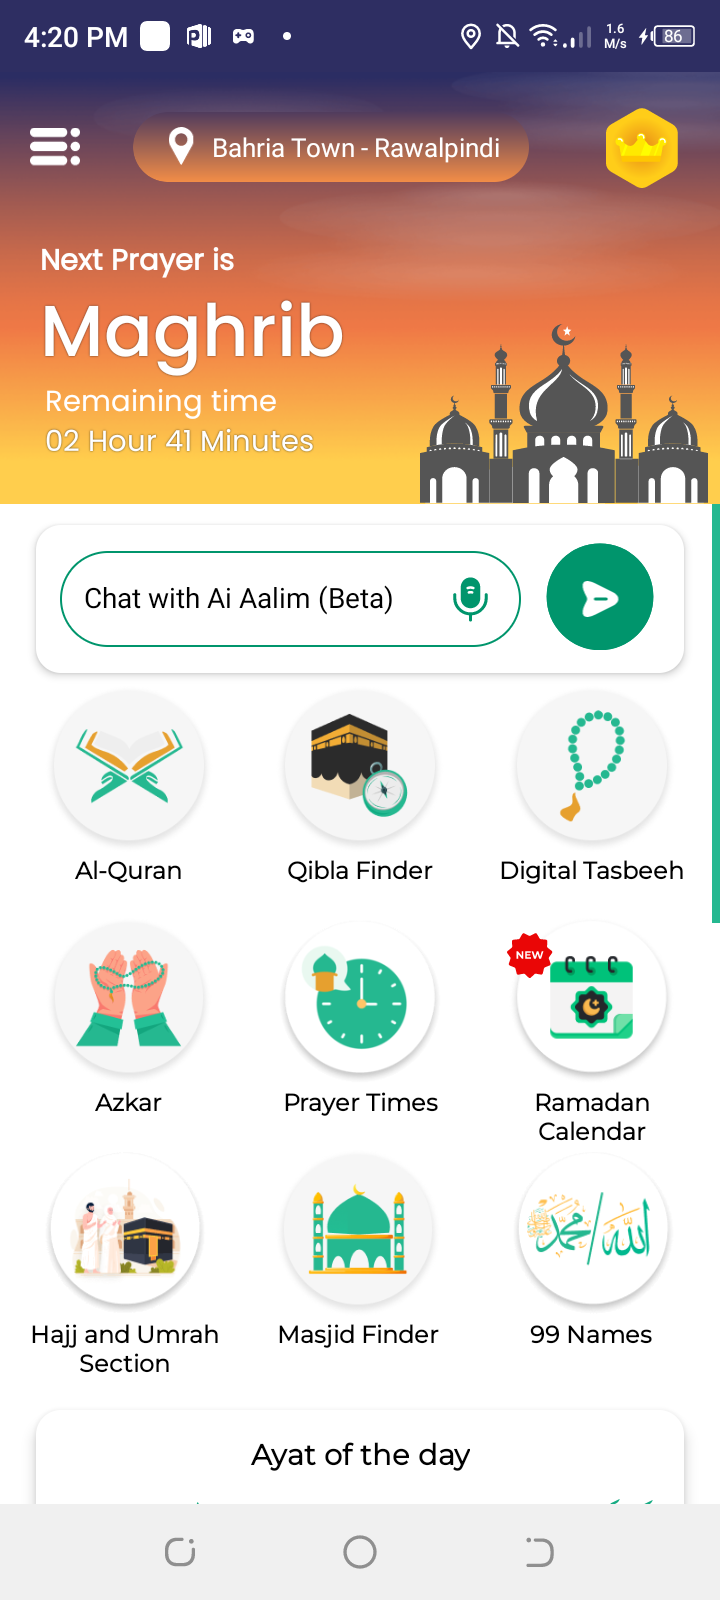 4:20 PM
1.6
M/s
86
Bahria Town - Rawalpindi
Next Prayer is
Maghrib
Remaining time
02 Hour 41 Minutes
Chat with Ai Aalim (Beta)
Al-Quran
Qibla Finder
Digital Tasbeeh
NEW
Azkar
Prayer Times
Ramadan
Calendar
محمد / الله
Hajj and Umrah
Section
Masjid Finder
99 Names
Ayat of the day